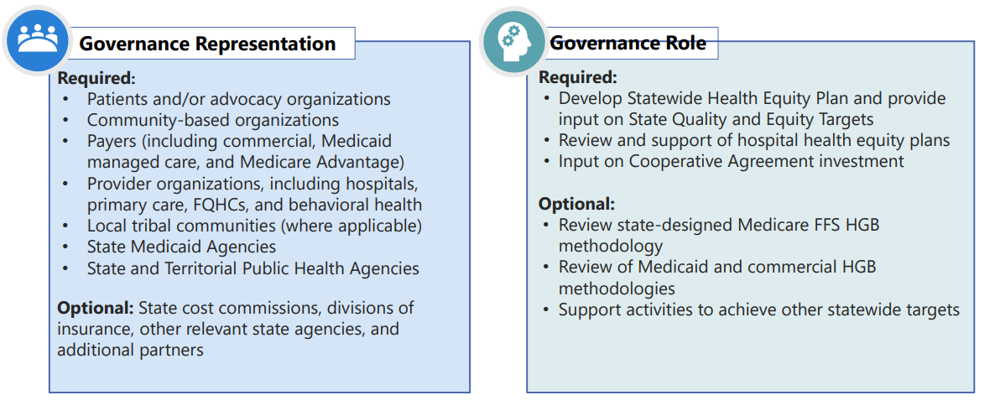 Governance Representation
Required:
• Patients and/or advocacy organizations
• Community-based organizations
• Payers (including commercial, Medicaid
managed care, and Medicare Advantage)
• Provider organizations, including hospitals,
primary care, FQHCs, and behavioral health
• Local tribal communities (where applicable)
• State Medicaid Agencies
• State and Territorial Public Health Agencies
Optional: State cost commissions, divisions of
insurance, other relevant state agencies, and
additional partners
Governance Role
Required:
• Develop Statewide Health Equity Plan and provide
input on State Quality and Equity Targets
• Review and support of hospital health equity plans
• Input on Cooperative Agreement investment
Optional:
• Review state-designed Medicare FFS HGB
methodology
• Review of Medicaid and commercial HGB
methodologies
• Support activities to achieve other statewide targets